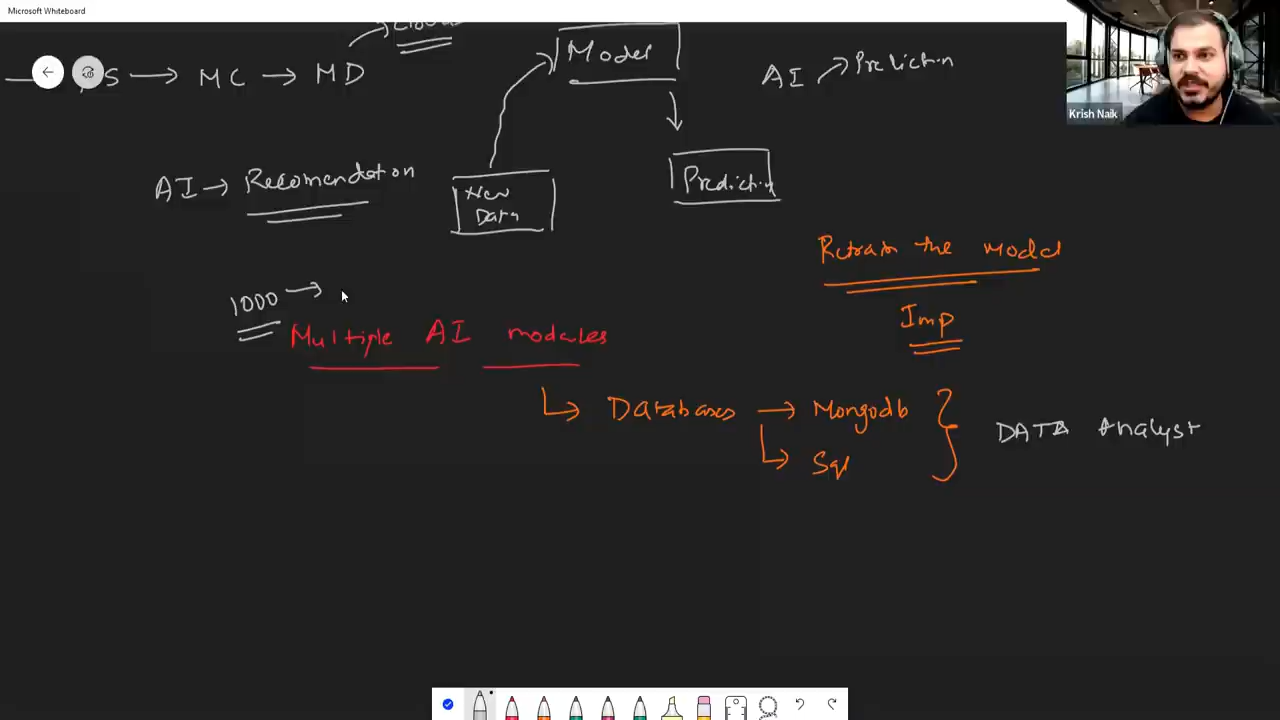 Microsoft Whiteboard
S → MC → MD
Model
AI → Prediction
Krish Naik
AI → Recomendation
New
Data
Prediction
Retrain the model
Imp
1000 →
Multiple AI modules
Databases → Mongodb
Sql
DATA Analyst